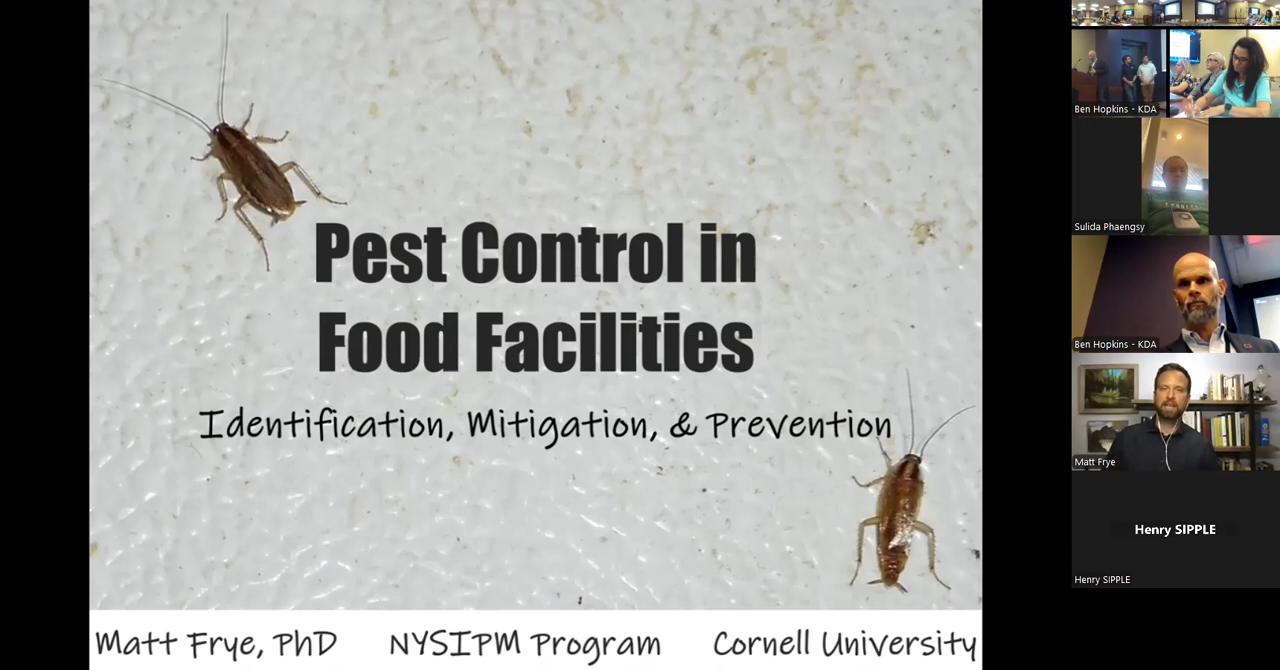 Pest Control in
Food Facilities
Identification, Mitigation, & Prevention
Matt Frye, PhD NYSIPM Program Cornell University
Ben Hopkins - KDA
Sulida Phaengsy
Ben Hopkins - KDA
Matt Frye
Henry SIPPLE
Henry SIPPLE